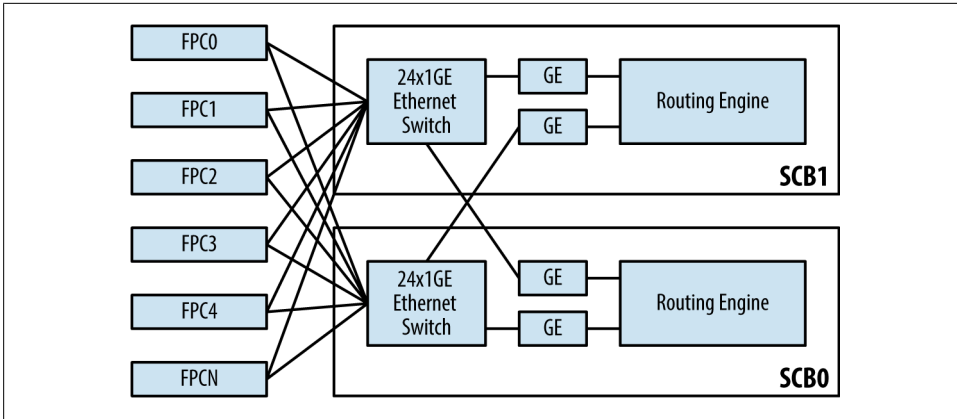 FPC0
FPC1
FPC2
FPC3
FPC4
FPCN
24x1GE
Ethernet
Switch
GE
GE
Routing Engine
SCB1
24x1GE
Ethernet
Switch
GE
GE
Routing Engine
SCB0